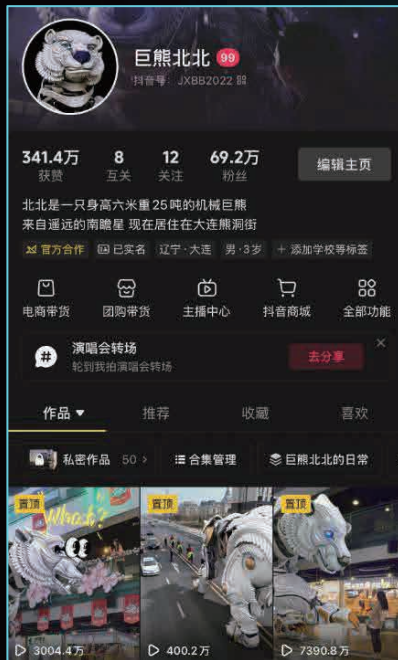 巨熊北北 99
抖音号: JXBB2022
341.4万 8 12 69.2万
获赞 互关 关注 粉丝
编辑主页
北北是一只身高六米重25吨的机械巨熊
来自遥远的南瞻星 现在居住在大连熊洞街
官方合作 已实名 辽宁·大连 男·3岁 + 添加学校等标签
电商带货 团购带货 主播中心 抖音商城 全部功能
# 演唱会转场
轮到我拍演唱会转场
去分享
作品 推荐 收藏 喜欢
私密作品 50 > 合集管理 巨熊北北的日常
置顶 置顶 置顶
Which?
3004.4万 400.2万 7390.8万